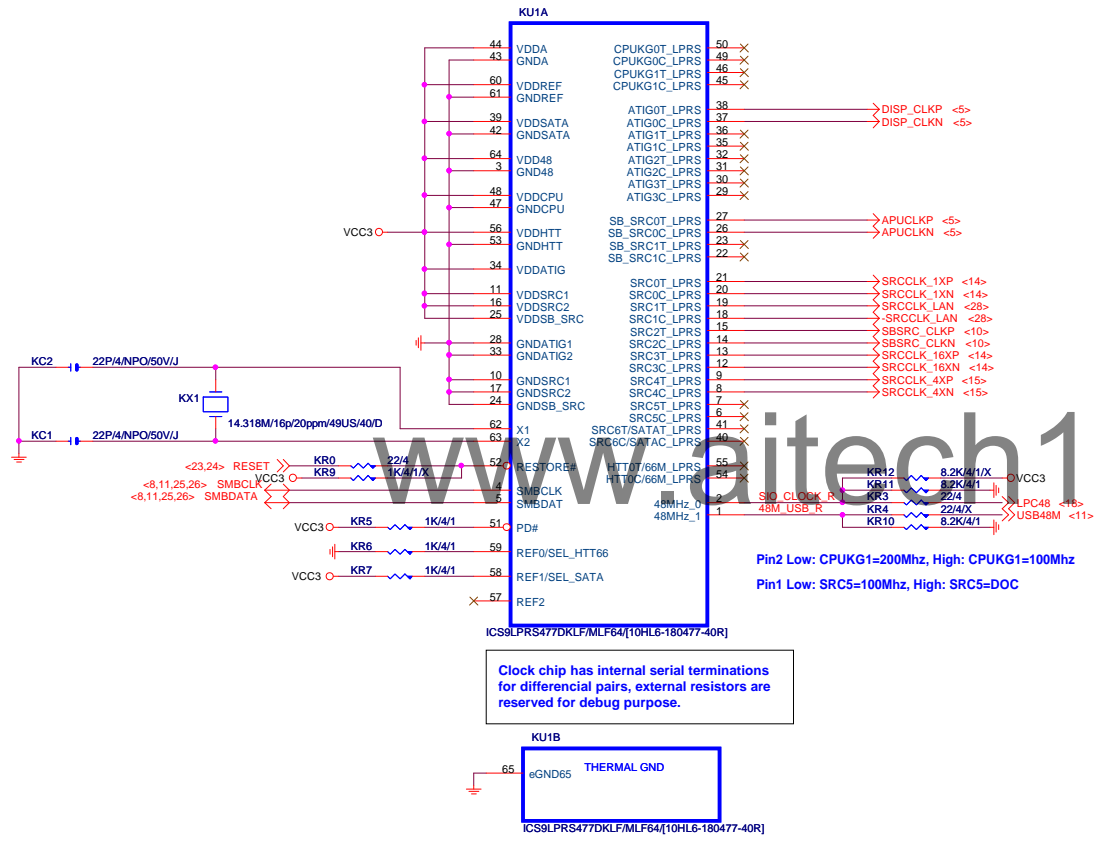 KU1A
44 VDDA
43 GNDA
60 VDDREF
61 GNDREF
39 VDDSATA
42 GNDSATA
64 VDD48
3 GND48
48 VDDCPU
47 GNDCPU
VCC3 56 VDDHTT
53 GNDHTT
34 VDDATIG
11 VDDSRC1
16 VDDSRC2
25 VDDSB_SRC
28 GNDATIG1
33 GNDATIG2
10 GNDSRC1
17 GNDSRC2
24 GNDSB_SRC
62 X1
63 X2
52 RESTORE#
4 SMBCLK
5 SMBDAT
51 PD#
59 REF0/SEL_HTT66
58 REF1/SEL_SATA
57 REF2
CPUKG0T_LPRS 50
CPUKG0C_LPRS 49
CPUKG1T_LPRS 46
CPUKG1C_LPRS 45
ATIG0T_LPRS 38 DISP_CLKP <5>
ATIG0C_LPRS 37 DISP_CLKN <5>
ATIG1T_LPRS 36
ATIG1C_LPRS 35
ATIG2T_LPRS 32
ATIG2C_LPRS 31
ATIG3T_LPRS 30
ATIG3C_LPRS 29
SB_SRC0T_LPRS 27 APUCLKP <5>
SB_SRC0C_LPRS 26 APUCLKN <5>
SB_SRC1T_LPRS 23
SB_SRC1C_LPRS 22
SRC0T_LPRS 21 SRCCLK_1XP <14>
SRC0C_LPRS 20 SRCCLK_1XN <14>
SRC1T_LPRS 19 SRCCLK_LAN <28>
SRC1C_LPRS 18 -SRCCLK_LAN <28>
SRC2T_LPRS 15 SBSRC_CLKP <10>
SRC2C_LPRS 14 SBSRC_CLKN <10>
SRC3T_LPRS 13 SRCCLK_16XP <14>
SRC3C_LPRS 12 SRCCLK_16XN <14>
SRC4T_LPRS 9 SRCCLK_4XP <15>
SRC4C_LPRS 8 SRCCLK_4XN <15>
SRC5T_LPRS 7
SRC5C_LPRS 6
SRC6T/SATAT_LPRS 41
SRC6C/SATAC_LPRS 40
HTT0T/66M_LPRS 55
HTT0C/66M_LPRS 54
48MHz_0 2 SIO_CLOCK_R
48MHz_1 1 48M_USB_R
KC2 22P/4/NPO/50V/J
KX1
14.318M/16p/20ppm/49US/40/D
KC1 22P/4/NPO/50V/J
www.aitech1
<23,24> RESET KR0 22/4
VCC3 KR9 1K/4/1/X
<8,11,25,26> SMBCLK
<8,11,25,26> SMBDATA
VCC3 KR5 1K/4/1
KR6 1K/4/1
VCC3 KR7 1K/4/1
KR12 8.2K/4/1/X VCC3
KR11 8.2K/4/1
KR3 22/4 LPC48 <18>
KR4 22/4/X USB48M <11>
KR10 8.2K/4/1
Pin2 Low: CPUKG1=200Mhz, High: CPUKG1=100Mhz
Pin1 Low: SRC5=100Mhz, High: SRC5=DOC
ICS9LPRS477DKLF/MLF64/[10HL6-180477-40R]
Clock chip has internal serial terminations
for differencial pairs, external resistors are
reserved for debug purpose.
KU1B
65 eGND65 THERMAL GND
ICS9LPRS477DKLF/MLF64/[10HL6-180477-40R]